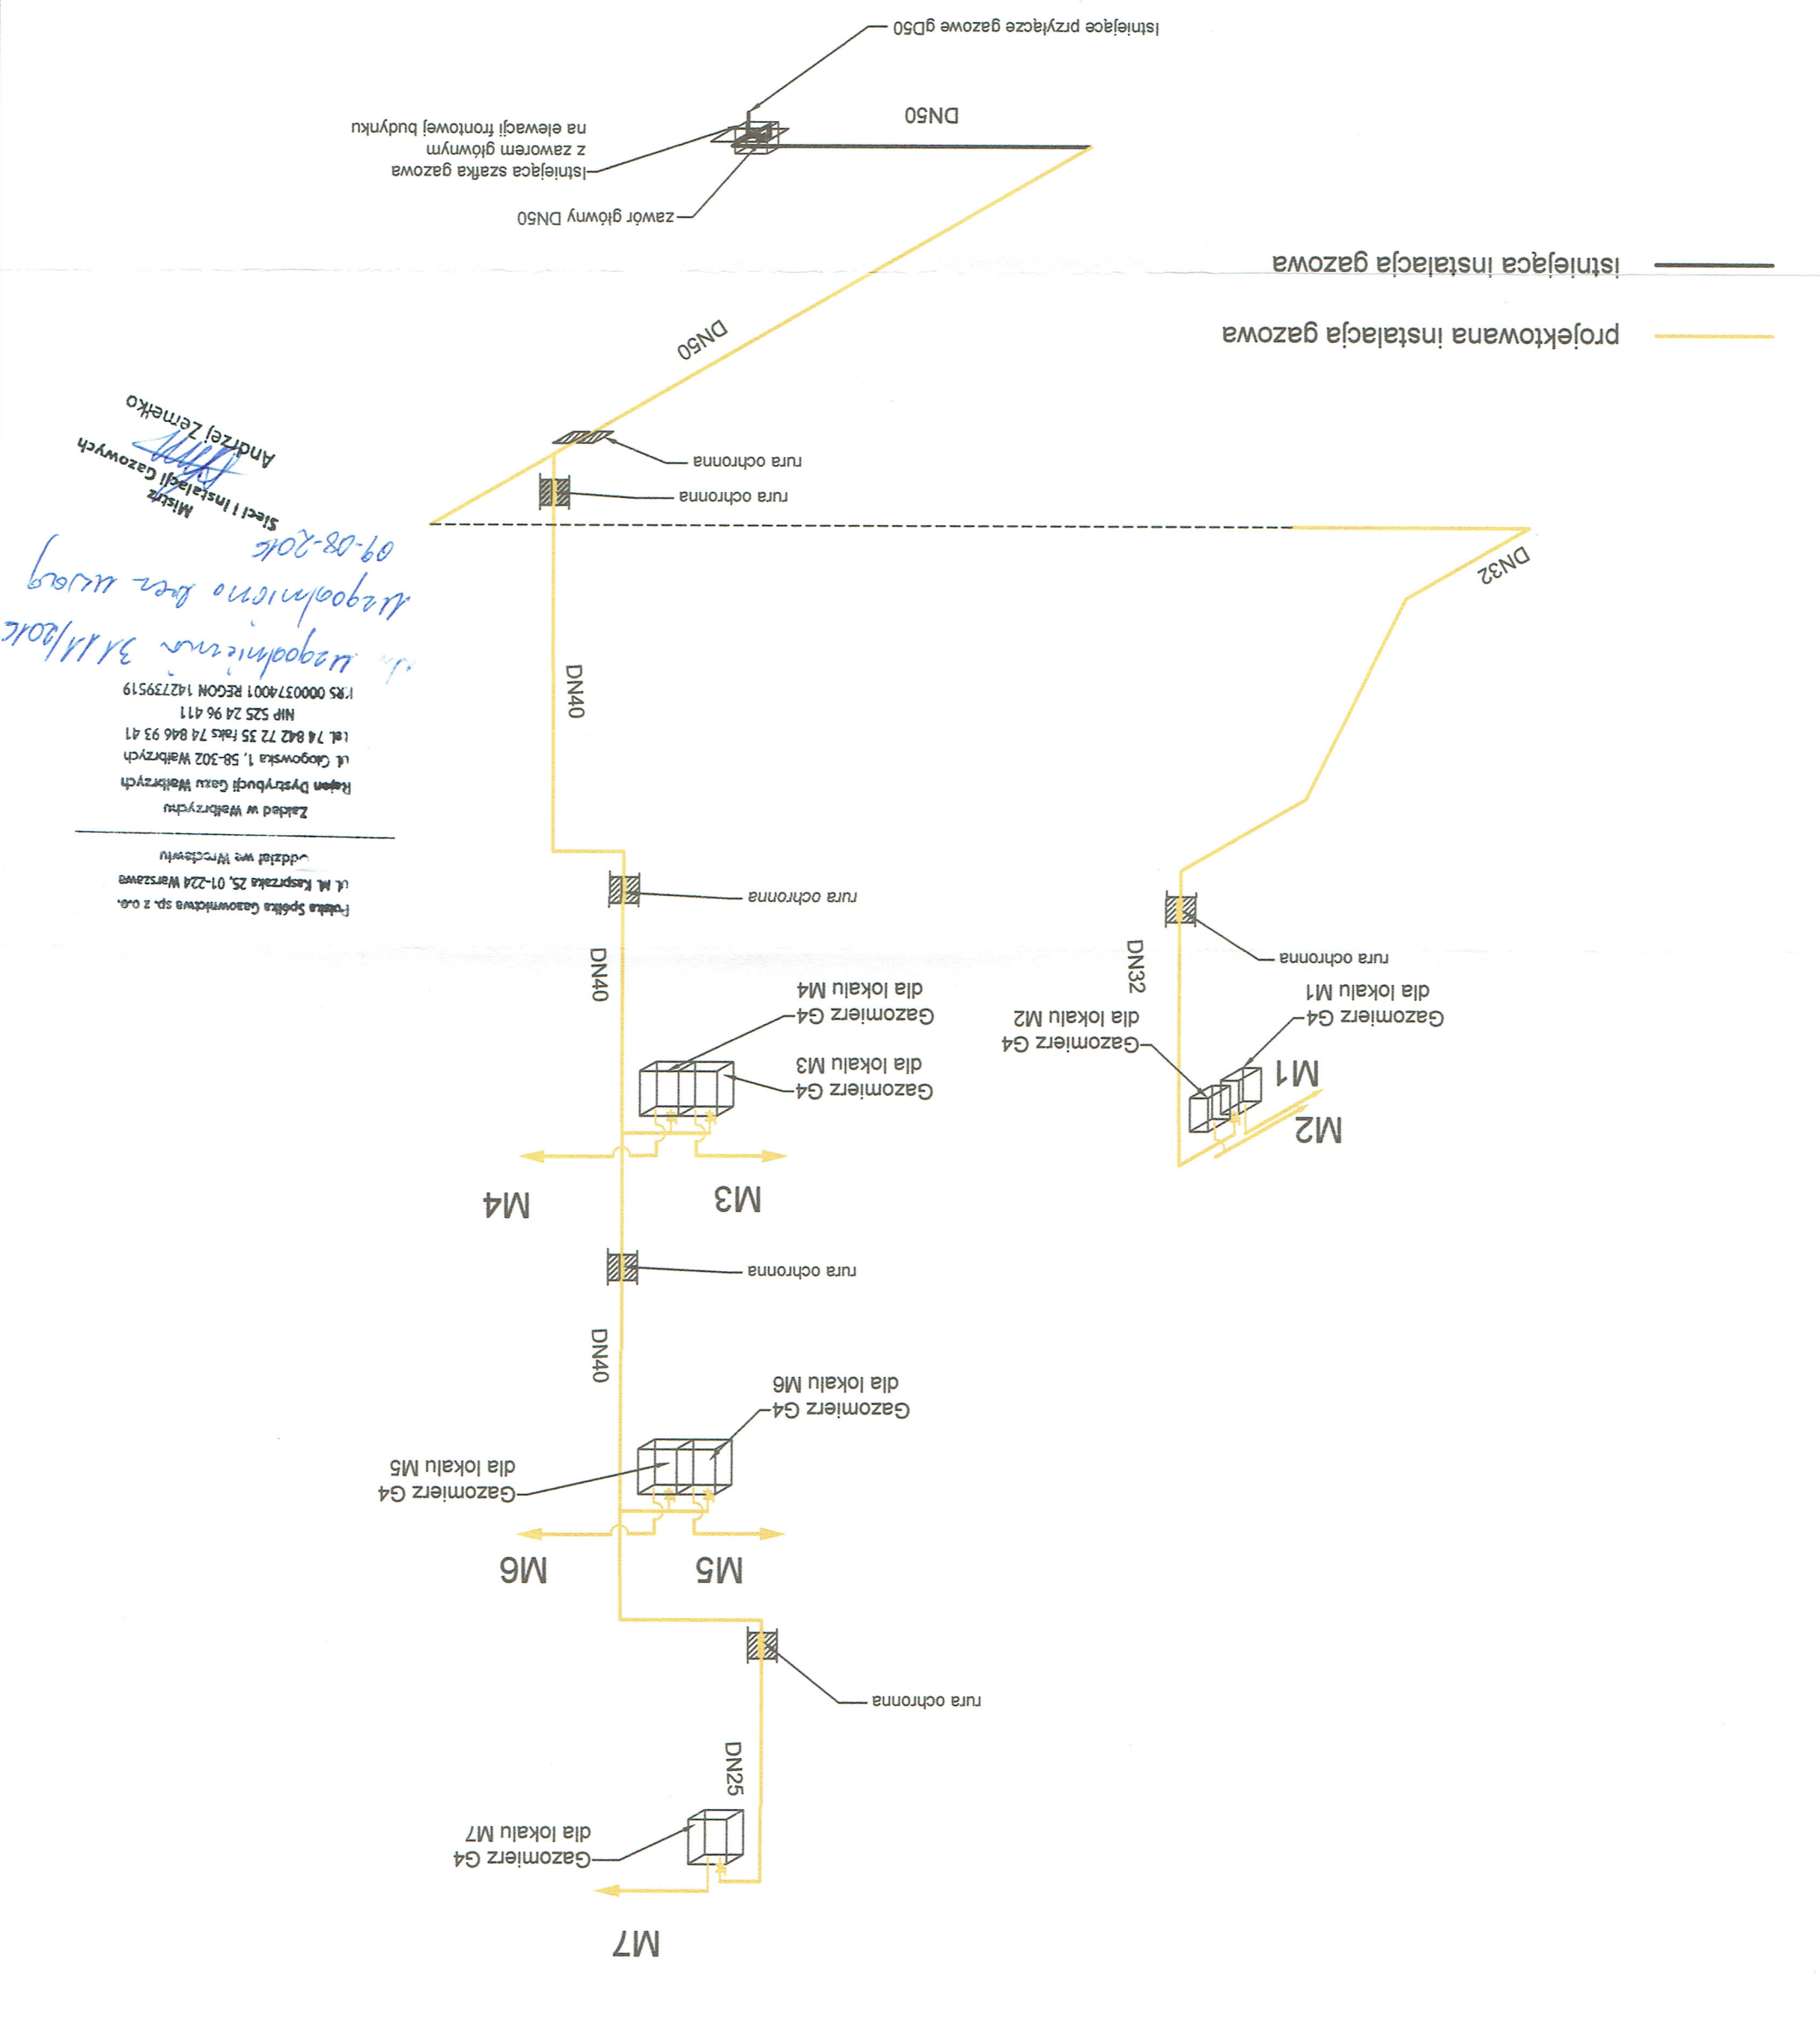 M7
Gazomierz G4
dla lokalu M7
DN25
rura ochronna
M5
M6
Gazomierz G4
dla lokalu M5
Gazomierz G4
dla lokalu M6
DN40
rura ochronna
M3
M4
Gazomierz G4
dla lokalu M3
Gazomierz G4
dla lokalu M4
M2
M1
Gazomierz G4
dla lokalu M1
Gazomierz G4
dla lokalu M2
rura ochronna
DN32
DN40
rura ochronna
Polska Spółka Gazownictwa sp. z o.o.
ul. M. Kasprzaka 25, 01-224 Warszawa
Oddział we Wrocławiu
Zakład w Wałbrzychu
Rejon Dystrybucji Gazu Wałbrzych
ul. Głogowska 1, 58-302 Wałbrzych
tel. 74 842 72 35 faks 74 846 93 41
NIP 525 24 96 411
KRS 0000374001 REGON 142739519
uzgodnienia 3111/2016
uzgodniono bez uwag
09-08-2016
Mistrz
Sieci i Instalacji Gazowych
Andrzej Zemełko
DN40
DN32
rura ochronna
rura ochronna
DN50
projektowana instalacja gazowa
istniejąca instalacja gazowa
zawór główny DN50
Istniejąca szafka gazowa
z zaworem głównym
na elewacji frontowej budynku
DN50
Istniejące przyłącze gazowe gD50